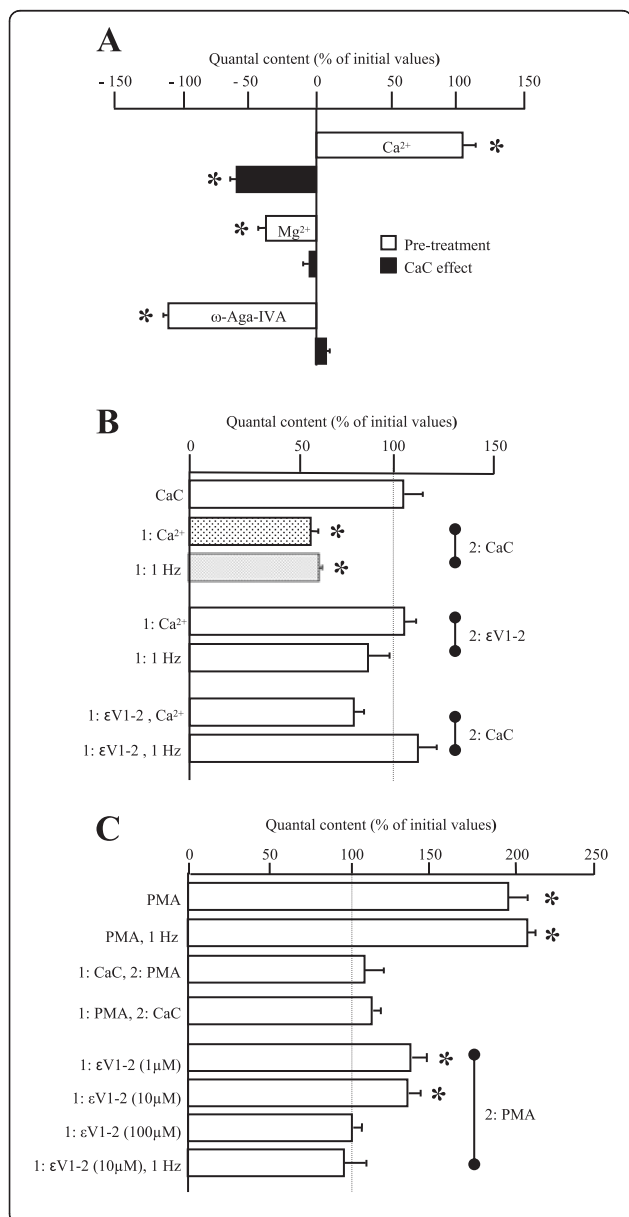 A
Quantal content (% of initial values)
- 150 - 100 - 50 0 50 100 150
Ca²⁺ *
*
* Mg²⁺
Pre-treatment
CaC effect
* ω-Aga-IVA
B
Quantal content (% of initial values)
0 50 100 150
CaC
1: Ca²⁺ *
2: CaC
1: 1 Hz *
1: Ca²⁺
2: εV1-2
1: 1 Hz
1: εV1-2 , Ca²⁺
2: CaC
1: εV1-2 , 1 Hz
C
Quantal content (% of initial values)
0 50 100 150 200 250
PMA *
PMA, 1 Hz *
1: CaC, 2: PMA
1: PMA, 2: CaC
1: εV1-2 (1μM) *
1: εV1-2 (10μM) *
2: PMA
1: εV1-2 (100μM)
1: εV1-2 (10μM), 1 Hz